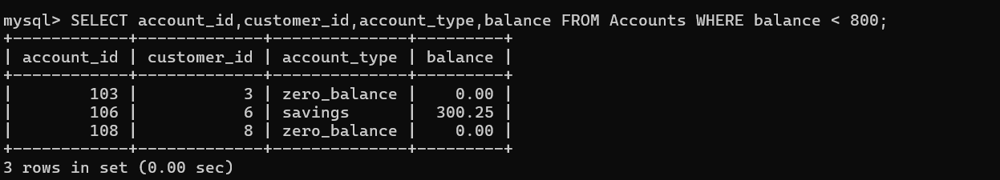 mysql> SELECT account_id,customer_id,account_type,balance FROM Accounts WHERE balance < 800;
+------------+-------------+--------------+---------+
| account_id | customer_id | account_type | balance |
+------------+-------------+--------------+---------+
|        103 |           3 | zero_balance |    0.00 |
|        106 |           6 | savings      |  300.25 |
|        108 |           8 | zero_balance |    0.00 |
+------------+-------------+--------------+---------+
3 rows in set (0.00 sec)